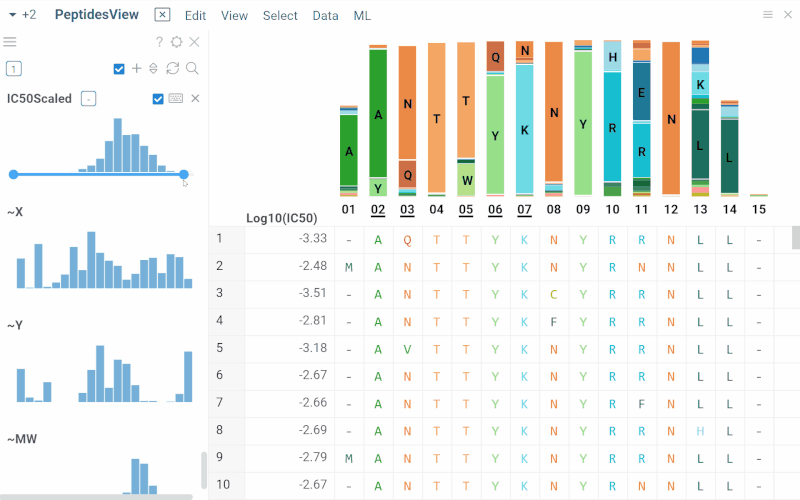 +2 PeptidesView Edit View Select Data ML
?
1
IC50Scaled
~X
~Y
~MW
A
A Y
N Q
T
T W
Q Y
N K
N
Y
H R
E R
N
K L
L
Log10(IC50) 01 02 03 04 05 06 07 08 09 10 11 12 13 14 15
1 -3.33 - A Q T T Y K N Y R R N L L -
2 -2.48 M A N T T Y K N Y R N N L L -
3 -3.51 - A N T T Y K C Y R R N L L -
4 -2.81 - A N T T Y K F Y R R N L L -
5 -3.18 - A V T T Y K N Y R R N L L -
6 -2.67 - A N T T Y K N Y R R N L L -
7 -2.66 - A N T T Y K N Y R F N L L -
8 -2.69 - A N T T Y K N Y R R N H L -
9 -2.79 M A N T T Y K N Y R R N L L -
10 -2.67 - A N T T Y K N Y R N N L L -